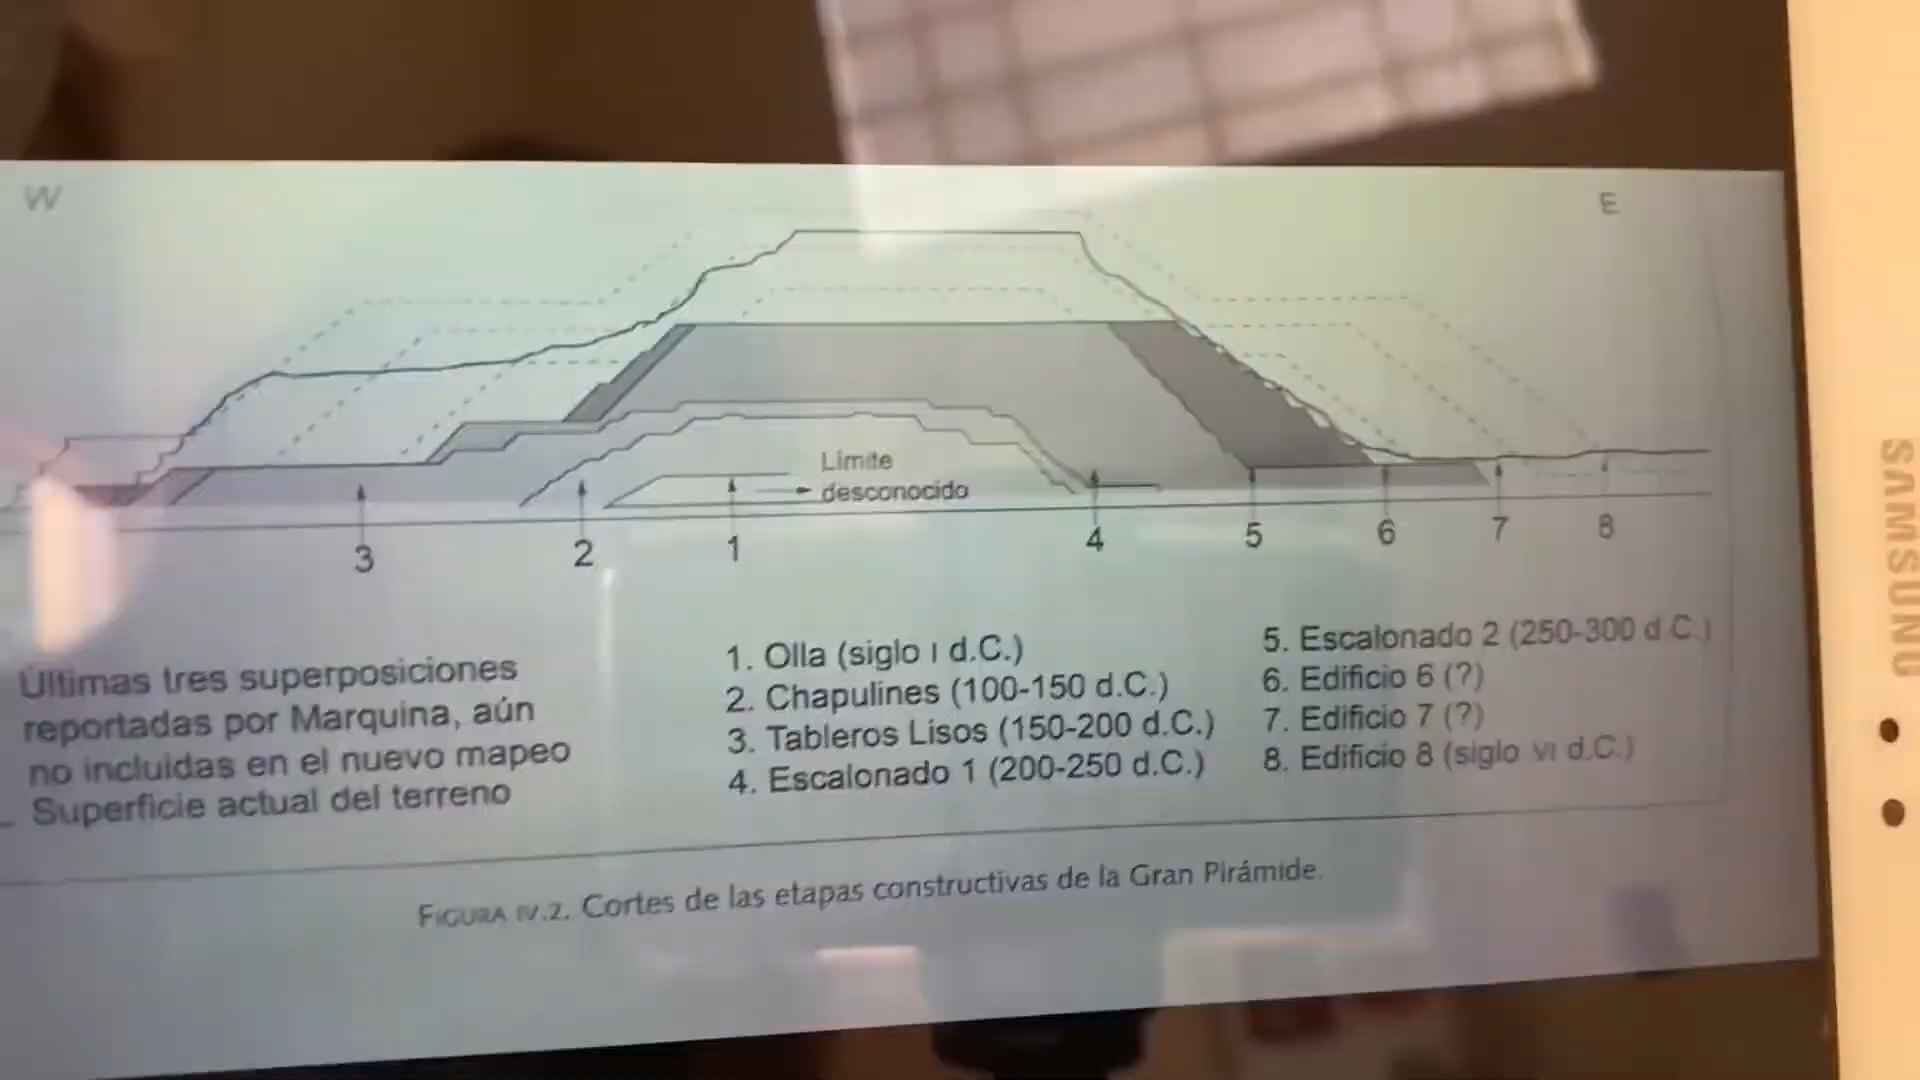 W
E
Límite
desconocido
3
2
1
4
5
6
7
8
Últimas tres superposiciones
reportadas por Marquina, aún
no incluidas en el nuevo mapeo
Superficie actual del terreno
1. Olla (siglo I d.C.)
2. Chapulines (100-150 d.C.)
3. Tableros Lisos (150-200 d.C.)
4. Escalonado 1 (200-250 d.C.)
5. Escalonado 2 (250-300 d.C.)
6. Edificio 6 (?)
7. Edificio 7 (?)
8. Edificio 8 (siglo VI d.C.)
FIGURA IV.2. Cortes de las etapas constructivas de la Gran Pirámide.
SAMSUNG